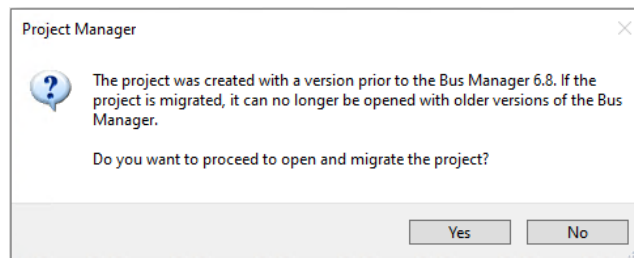 Project Manager
The project was created with a version prior to the Bus Manager 6.8. If the
project is migrated, it can no longer be opened with older versions of the Bus
Manager.
Do you want to proceed to open and migrate the project?
Yes
No